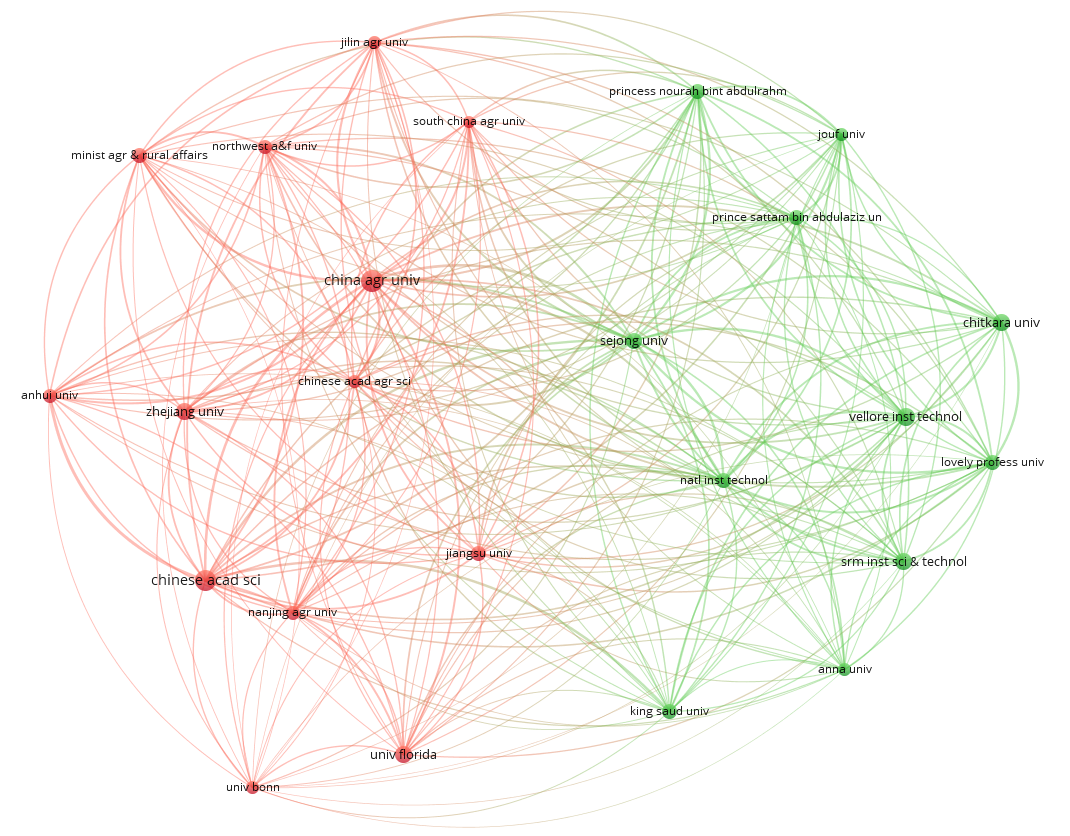 jilin agr univ
princess nourah bint abdulrahm
south china agr univ
jouf univ
northwest a&f univ
minist agr & rural affairs
prince sattam bin abdulaziz un
china agr univ
chitkara univ
sejong univ
chinese acad agr sci
anhui univ
zhejiang univ
vellore inst technol
lovely profess univ
natl inst technol
jiangsu univ
srm inst sci & technol
chinese acad sci
nanjing agr univ
anna univ
king saud univ
univ florida
univ bonn